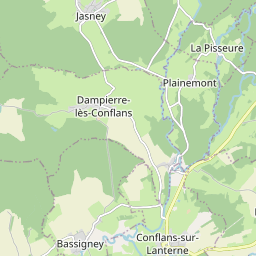 Jasney
La Pisseure
Plainemont
Dampierre-
lès-Conflans
Conflans-sur-
Lanterne
Bassigney